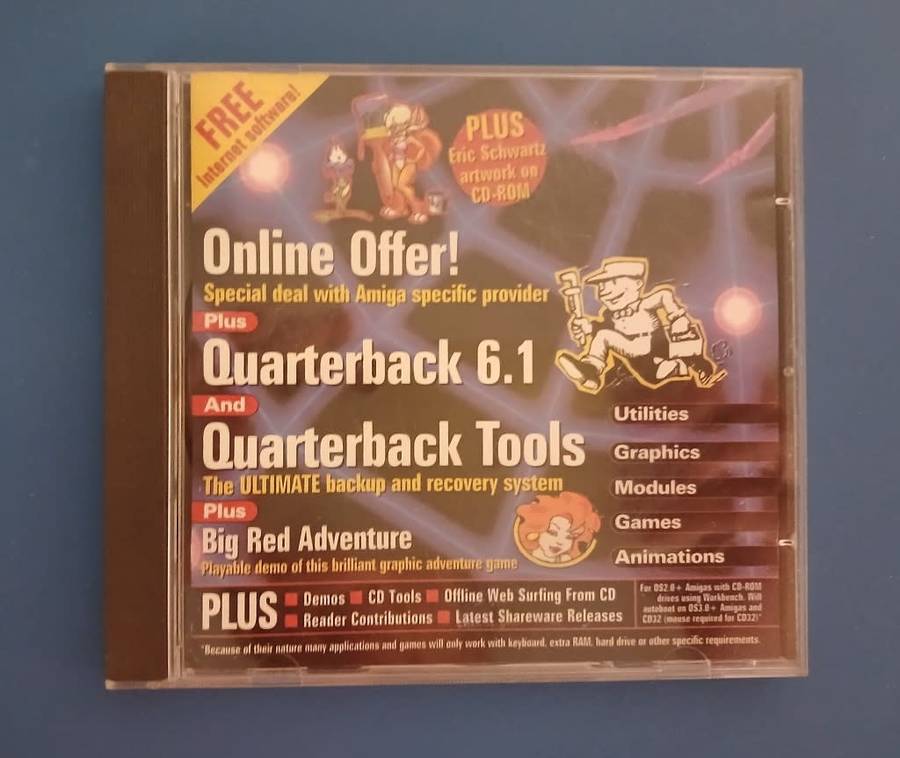 FREE
Internet software!
PLUS
Eric Schwartz
artwork on
CD-ROM
Online Offer!
Special deal with Amiga specific provider
Plus
Quarterback 6.1
And
Quarterback Tools
The ULTIMATE backup and recovery system
Plus
Big Red Adventure
Playable demo of this brilliant graphic adventure game
Utilities
Graphics
Modules
Games
Animations
PLUS
Demos CD Tools Offline Web Surfing From CD
Reader Contributions Latest Shareware Releases
For OS2.0+ Amigas with CD-ROM
drives using Workbench. Will
autoboot on OS3.0+ Amigas and
CD32 (mouse required for CD32)*
*Because of their nature many applications and games will only work with keyboard, extra RAM, hard drive or other specific requirements.